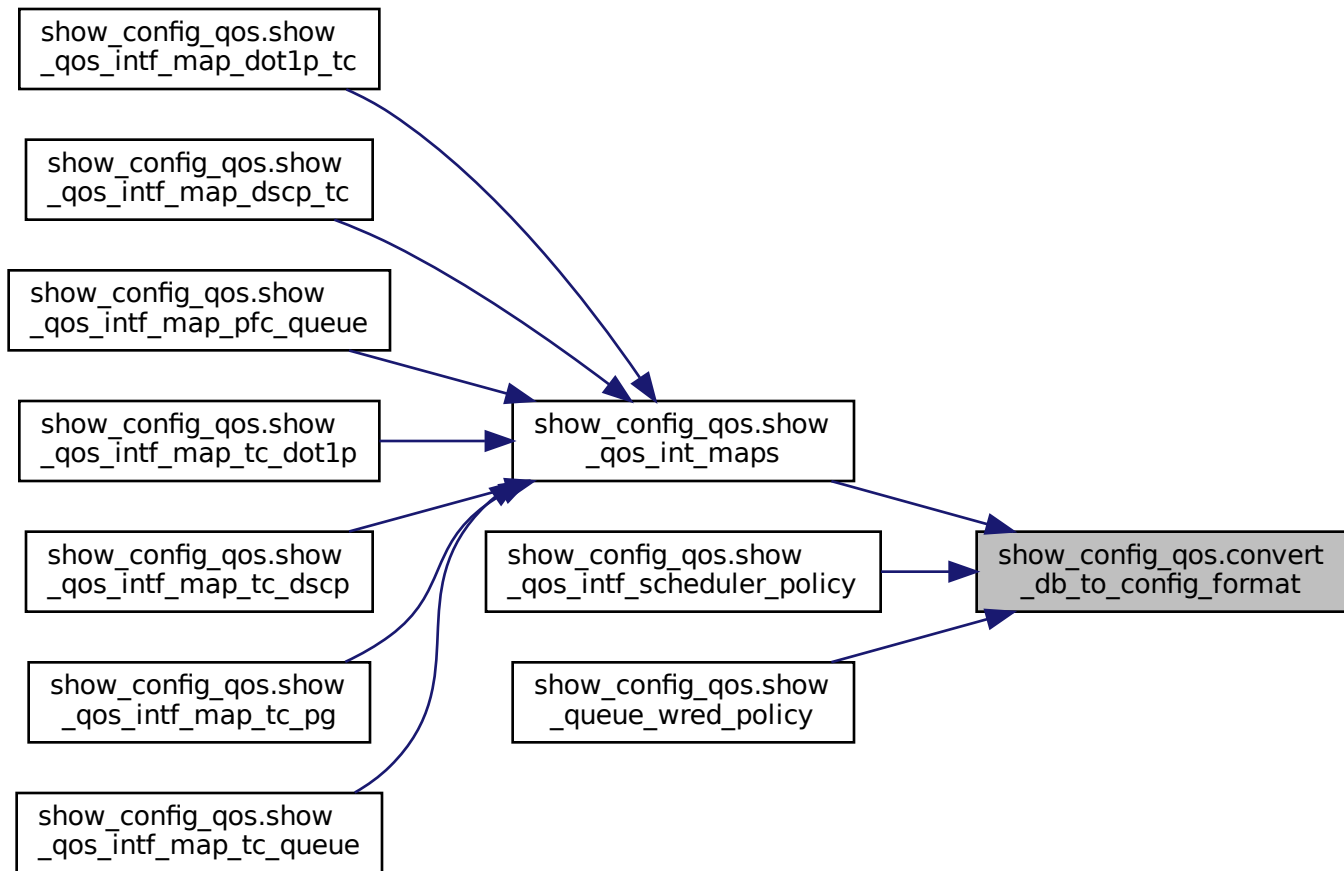 show_config_qos.show
_qos_intf_map_dot1p_tc
show_config_qos.show
_qos_intf_map_dscp_tc
show_config_qos.show
_qos_intf_map_pfc_queue
show_config_qos.show
_qos_intf_map_tc_dot1p
show_config_qos.show
_qos_intf_map_tc_dscp
show_config_qos.show
_qos_intf_map_tc_pg
show_config_qos.show
_qos_intf_map_tc_queue
show_config_qos.show
_qos_int_maps
show_config_qos.show
_qos_intf_scheduler_policy
show_config_qos.show
_queue_wred_policy
show_config_qos.convert
_db_to_config_format